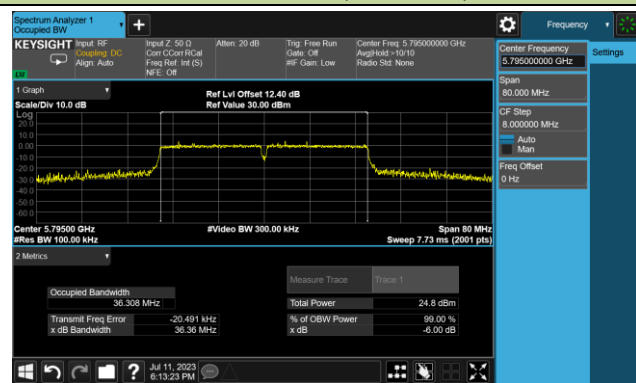 Spectrum Analyzer 1
Occupied BW
+
Frequency
KEYSIGHT
Input: RF
Coupling: DC
Align: Auto
Input Z: 50 Ω
Corr CCorr RCal
Freq Ref: Int (S)
NFE: Off
Atten: 20 dB
Trig: Free Run
Gate: Off
#IF Gain: Low
Center Freq: 5.795000000 GHz
Avg|Hold:>10/10
Radio Std: None
Center Frequency
5.795000000 GHz
Settings
Span
80.000 MHz
CF Step
8.000000 MHz
Auto
Man
Freq Offset
0 Hz
1 Graph
Scale/Div 10.0 dB
Ref Lvl Offset 12.40 dB
Ref Value 30.00 dBm
Log
20.0
10.0
0.00
-10.0
-20.0
-30.0
-40.0
-50.0
-60.0
Center 5.79500 GHz
#Res BW 100.00 kHz
#Video BW 300.00 kHz
Span 80 MHz
Sweep 7.73 ms (2001 pts)
2 Metrics
Measure Trace
Trace 1
Occupied Bandwidth
36.308 MHz
Total Power
24.8 dBm
Transmit Freq Error
-20.491 kHz
% of OBW Power
99.00 %
x dB Bandwidth
36.36 MHz
x dB
-6.00 dB
?
Jul 11, 2023
6:13:23 PM